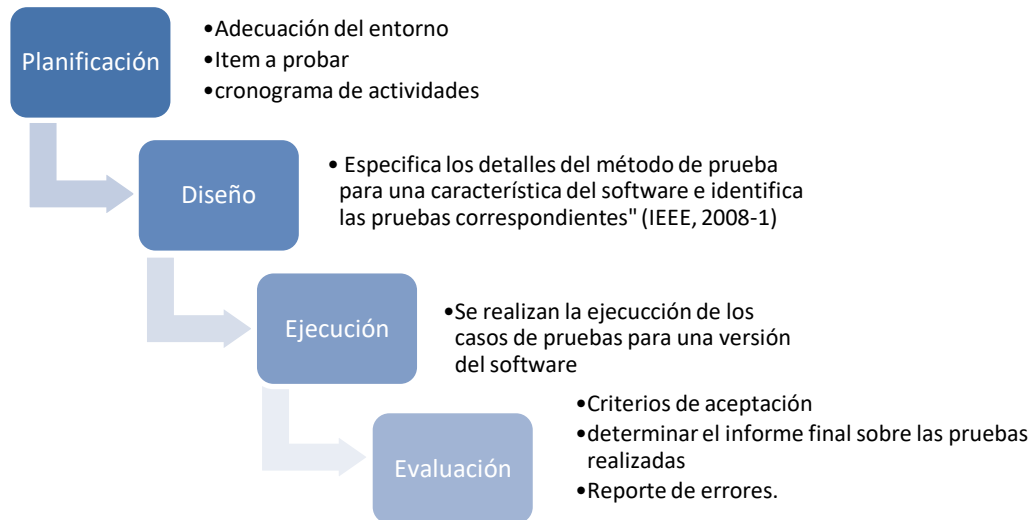 Planificación
•Adecuación del entorno
•Item a probar
•cronograma de actividades
Diseño
• Especifica los detalles del método de prueba
para una característica del software e identifica
las pruebas correspondientes" (IEEE, 2008-1)
Ejecución
•Se realizan la ejecucción de los
casos de pruebas para una versión
del software
Evaluación
•Criterios de aceptación
•determinar el informe final sobre las pruebas
realizadas
•Reporte de errores.